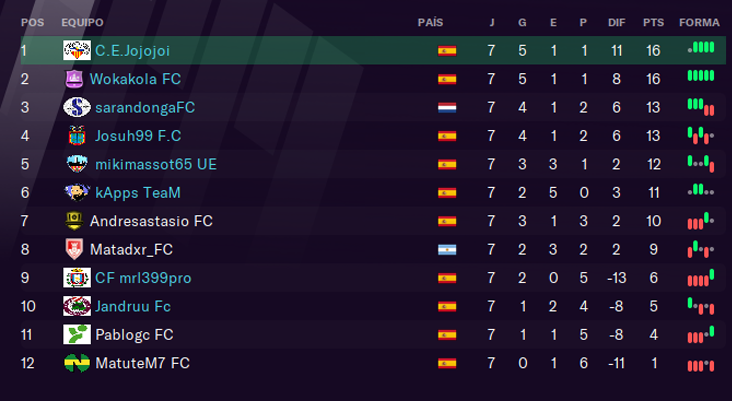 POS EQUIPO PAÍS J G E P DIF PTS FORMA
1 C.E.Jojojoi 7 5 1 1 11 16
2 Wokakola FC 7 5 1 1 8 16
3 sarandongaFC 7 4 1 2 6 13
4 Josuh99 F.C 7 4 1 2 6 13
5 mikimassot65 UE 7 3 3 1 2 12
6 kApps TeaM 7 2 5 0 3 11
7 Andresastasio FC 7 3 1 3 2 10
8 Matadxr_FC 7 2 3 2 2 9
9 CF mrl399pro 7 2 0 5 -13 6
10 Jandruu Fc 7 1 2 4 -8 5
11 Pablogc FC 7 1 1 5 -8 4
12 MatuteM7 FC 7 0 1 6 -11 1